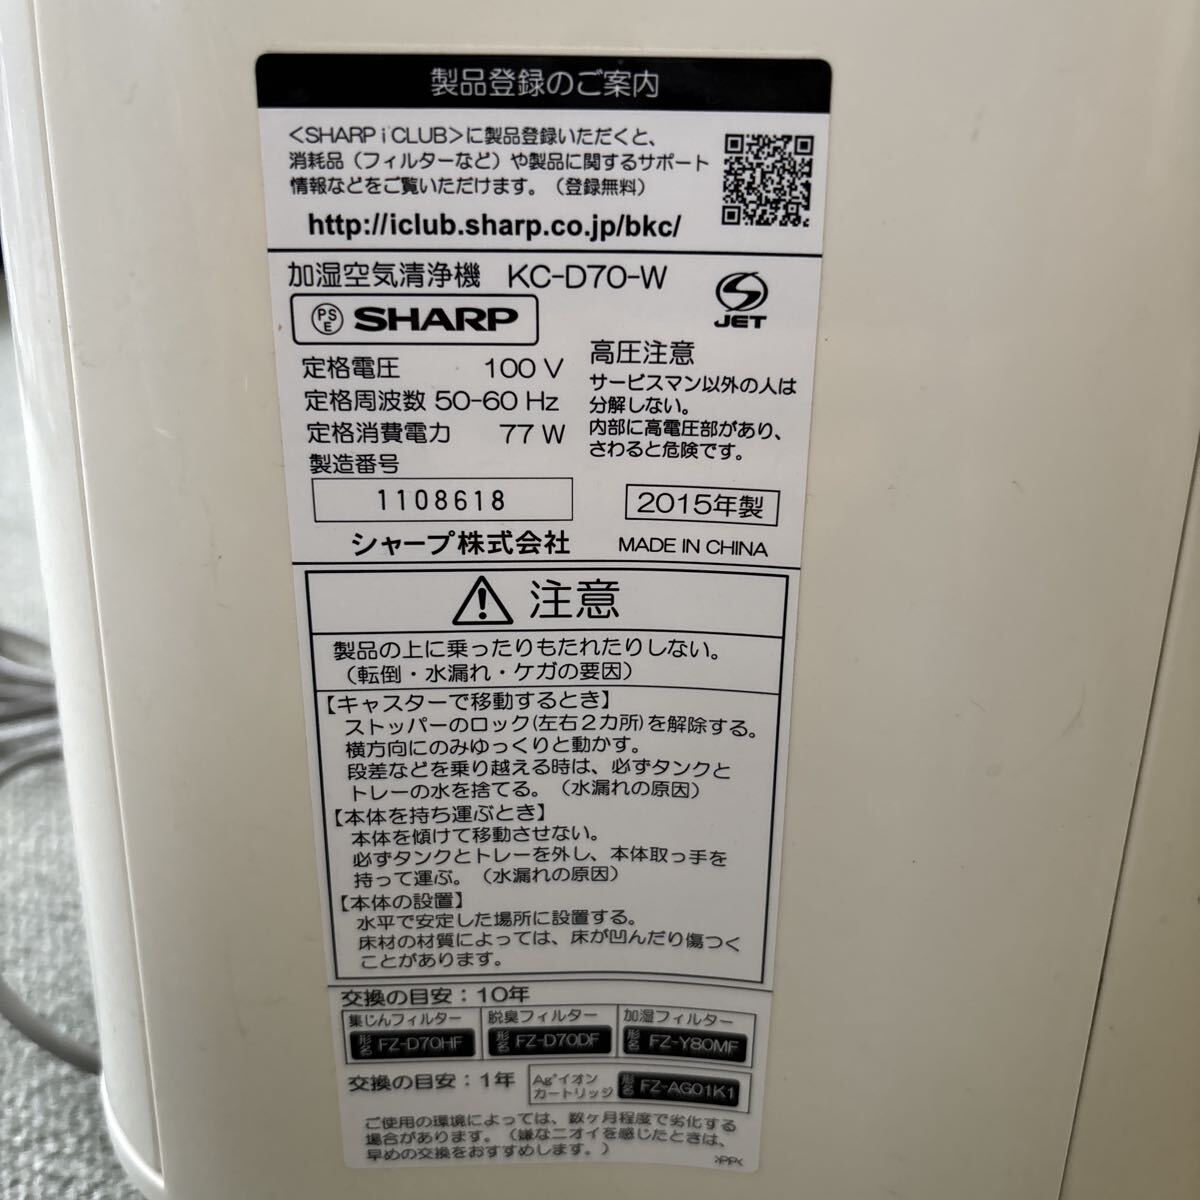 製品登録のご案内
<SHARP i CLUB>に製品登録いただくと、
消耗品（フィルターなど）や製品に関するサポート
情報などをご覧いただけます。（登録無料）
http://iclub.sharp.co.jp/bkc/
加湿空気清浄機 KC-D70-W
PS E SHARP
JET
定格電圧 100 V
定格周波数 50-60 Hz
定格消費電力 77 W
製造番号
1108618
高圧注意
サービスマン以外の人は
分解しない。
内部に高電圧部があり、
さわると危険です。
2015年製
シャープ株式会社 MADE IN CHINA
注意
製品の上に乗ったりもたれたりしない。
（転倒・水漏れ・ケガの要因）
【キャスターで移動するとき】
ストッパーのロック(左右2カ所)を解除する。
横方向にのみゆっくりと動かす。
段差などを乗り越える時は、必ずタンクと
トレーの水を捨てる。（水漏れの原因）
【本体を持ち運ぶとき】
本体を傾けて移動させない。
必ずタンクとトレーを外し、本体取っ手を
持って運ぶ。（水漏れの原因）
【本体の設置】
水平で安定した場所に設置する。
床材の材質によっては、床が凹んだり傷つく
ことがあります。
交換の目安：10年
集じんフィルター
形名 FZ-D70HF
脱臭フィルター
形名 FZ-D70DF
加湿フィルター
形名 FZ-Y80MF
交換の目安：1年
Ag⁺イオン
カートリッジ
形名 FZ-AG01K1
ご使用の環境によっては、数ヶ月程度で劣化する
場合があります。（嫌なニオイを感じたときは、
早めの交換をおすすめします。）
>PP<